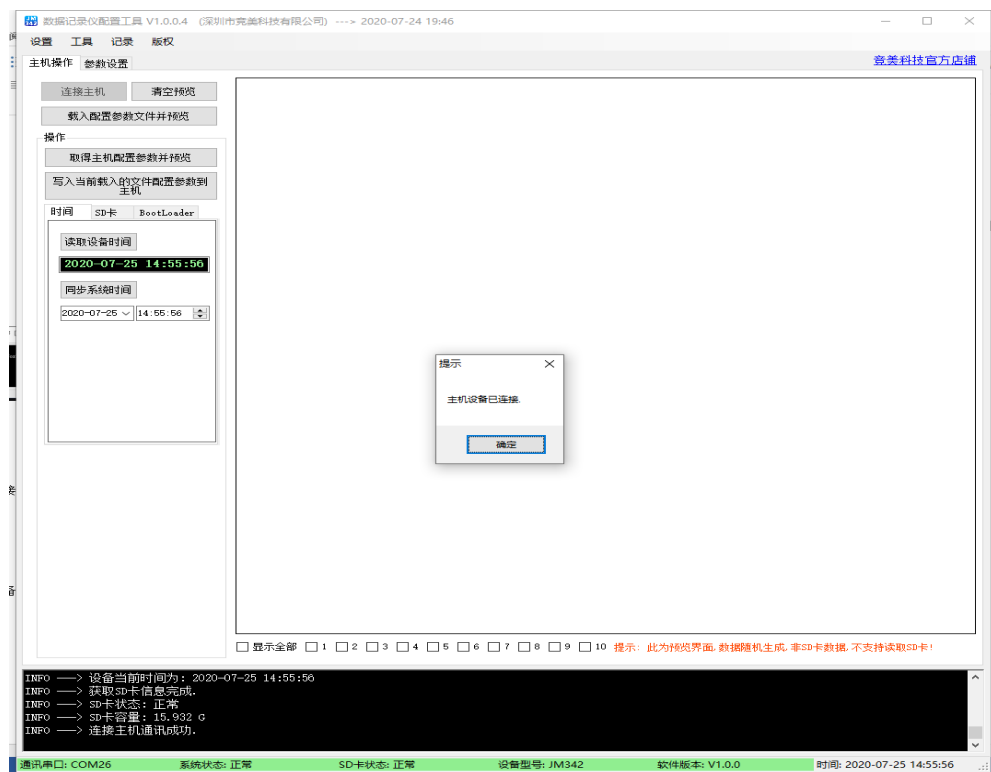 数据记录仪配置工具 V1.0.0.4 （深圳市竞美科技有限公司） ---> 2020-07-24 19:46
设置 工具 记录 版权
主机操作 参数设置 竞美科技官方店铺
连接主机 清空预览
载入配置参数文件并预览
操作
取得主机配置参数并预览
写入当前载入的文件配置参数到
主机
时间 SD卡 BootLoader
读取设备时间
2020-07-25 14:55:56
同步系统时间
2020-07-25 14:55:56
提示
主机设备已连接.
确定
显示全部 1 2 3 4 5 6 7 8 9 10 提示: 此为预览界面,数据随机生成,非SD卡数据,不支持读取SD卡!
INFO ——> 设备当前时间为: 2020-07-25 14:55:56
INFO ——> 获取SD卡信息完成.
INFO ——> SD卡状态: 正常
INFO ——> SD卡容量: 15.932 G
INFO ——> 连接主机通讯成功.
通讯串口: COM26 系统状态: 正常 SD卡状态: 正常 设备型号: JM342 软件版本: V1.0.0 时间: 2020-07-25 14:55:56